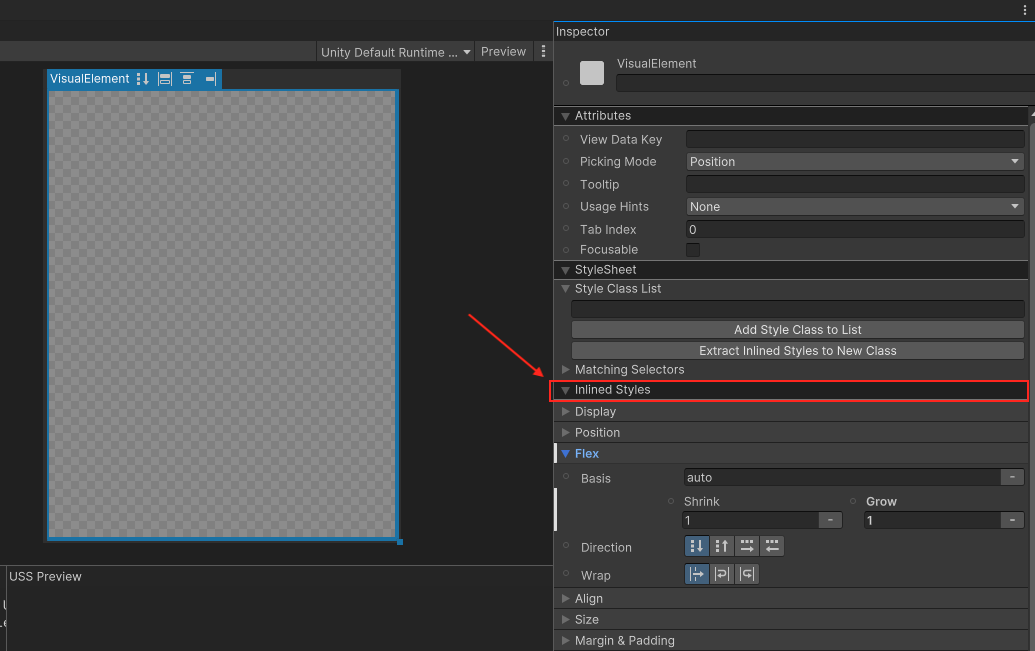 Unity Default Runtime ...
Preview
VisualElement
USS Preview
Inspector
VisualElement
Attributes
View Data Key
Picking Mode Position
Tooltip
Usage Hints None
Tab Index 0
Focusable
StyleSheet
Style Class List
Add Style Class to List
Extract Inlined Styles to New Class
Matching Selectors
Inlined Styles
Display
Position
Flex
Basis auto -
Shrink Grow
1 - 1 -
Direction
Wrap
Align
Size
Margin & Padding